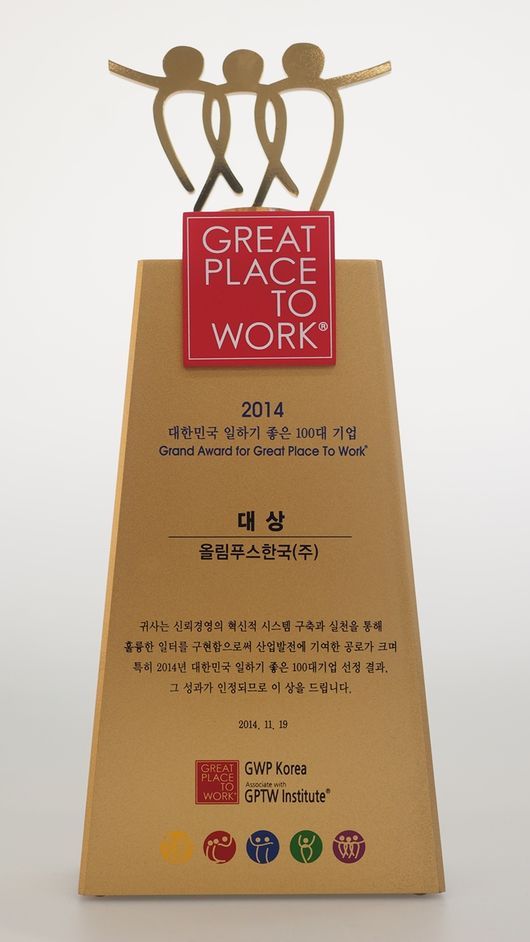 GREAT
PLACE
TO
WORK®
2014
대한민국 일하기 좋은 100대 기업
Grand Award for Great Place To Work®
대 상
올림푸스한국(주)
귀사는 신뢰경영의 혁신적 시스템 구축과 실천을 통해
훌륭한 일터를 구현함으로써 산업발전에 기여한 공로가 크며
특히 2014년 대한민국 일하기 좋은 100대기업 선정 결과,
그 성과가 인정되므로 이 상을 드립니다.
2014. 11. 19
GREAT
PLACE
TO
WORK®
GWP Korea
Associate with
GPTW Institute®